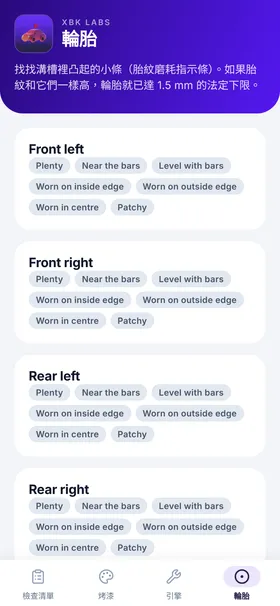 XBK LABS
輪胎
找找溝槽裡凸起的小條（胎紋磨耗指示條）。如果胎
紋和它們一樣高，輪胎就已達 1.5 mm 的法定下限。
Front left
Plenty Near the bars Level with bars
Worn on inside edge Worn on outside edge
Worn in centre Patchy
Front right
Plenty Near the bars Level with bars
Worn on inside edge Worn on outside edge
Worn in centre Patchy
Rear left
Plenty Near the bars Level with bars
Worn on inside edge Worn on outside edge
Worn in centre Patchy
Rear right
Plenty Near the bars Level with bars
Worn on inside edge Worn on outside edge
Worn in centre Patchy
檢查清單 烤漆 引擎 輪胎